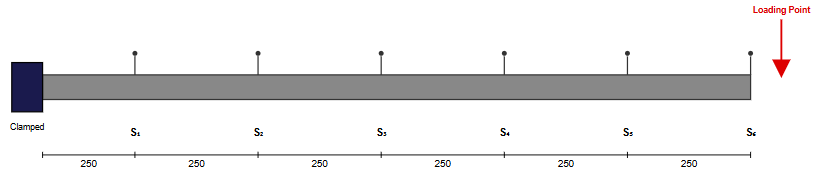 Loading Point
Clamped
S₁ S₂ S₃ S₄ S₅ S₆
250 250 250 250 250 250